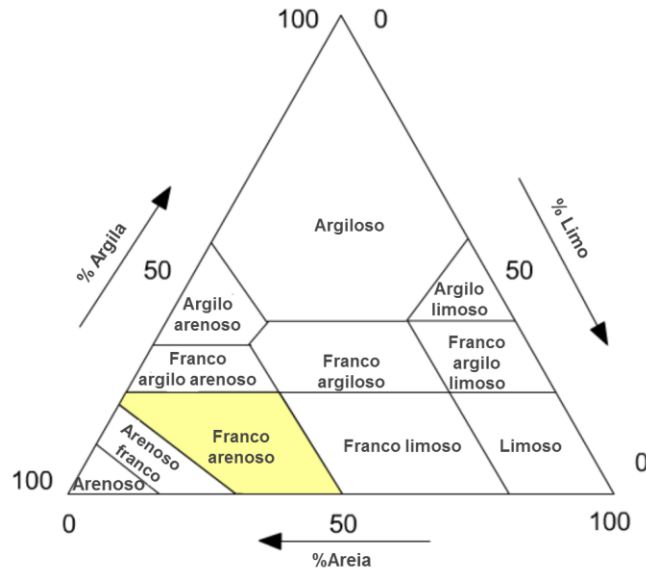 100 0
% Argila
% Limo
Argiloso
50
50
Argilo
limoso
Argilo
arenoso
Franco
argilo arenoso
Franco
argiloso
Franco
argilo
limoso
Franco
arenoso
Franco limoso
Limoso
Arenoso
franco
Arenoso
100
0
0
50
100
%Areia